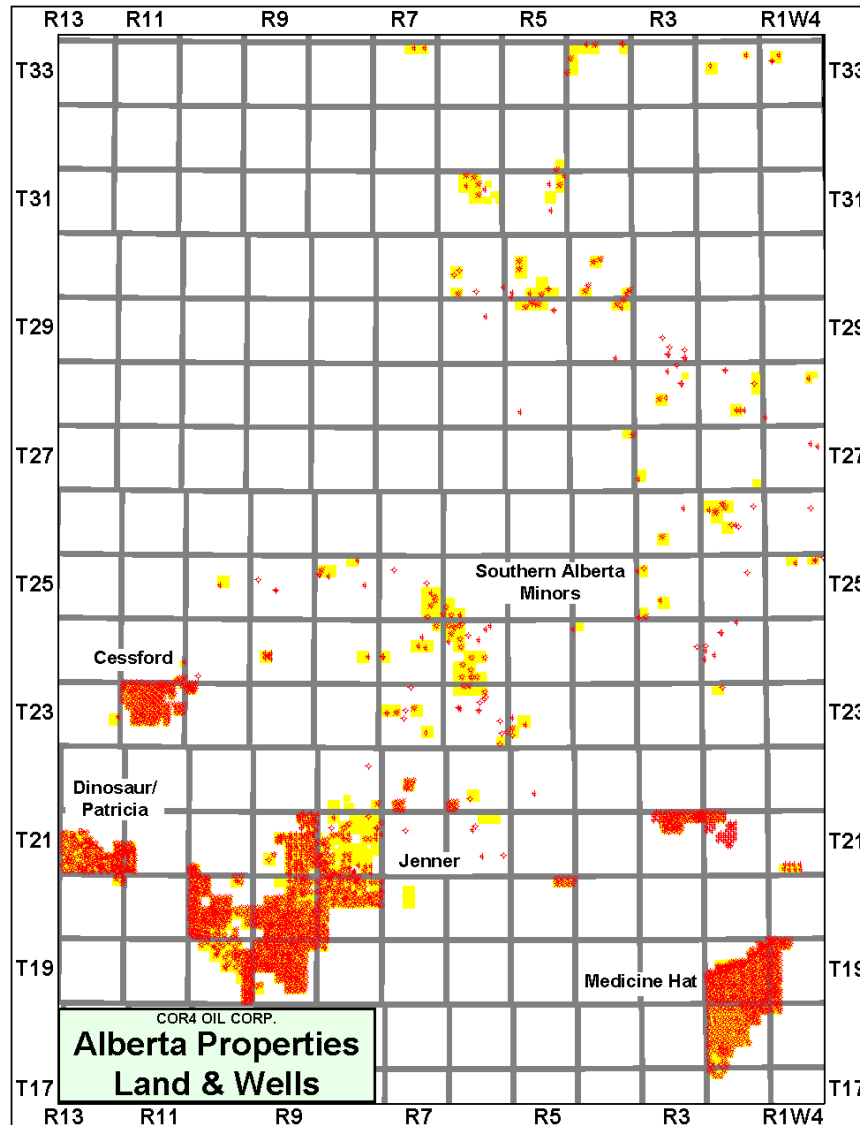 R13 R11 R9 R7 R5 R3 R1W4
T33 T33
T31 T31
T29 T29
T27 T27
T25 T25
Southern Alberta
Minors
Cessford
T23 T23
Dinosaur/
Patricia
T21 T21
Jenner
T19 T19
Medicine Hat
COR4 OIL CORP.
Alberta Properties
Land & Wells
T17 T17
R13 R11 R9 R7 R5 R3 R1W4